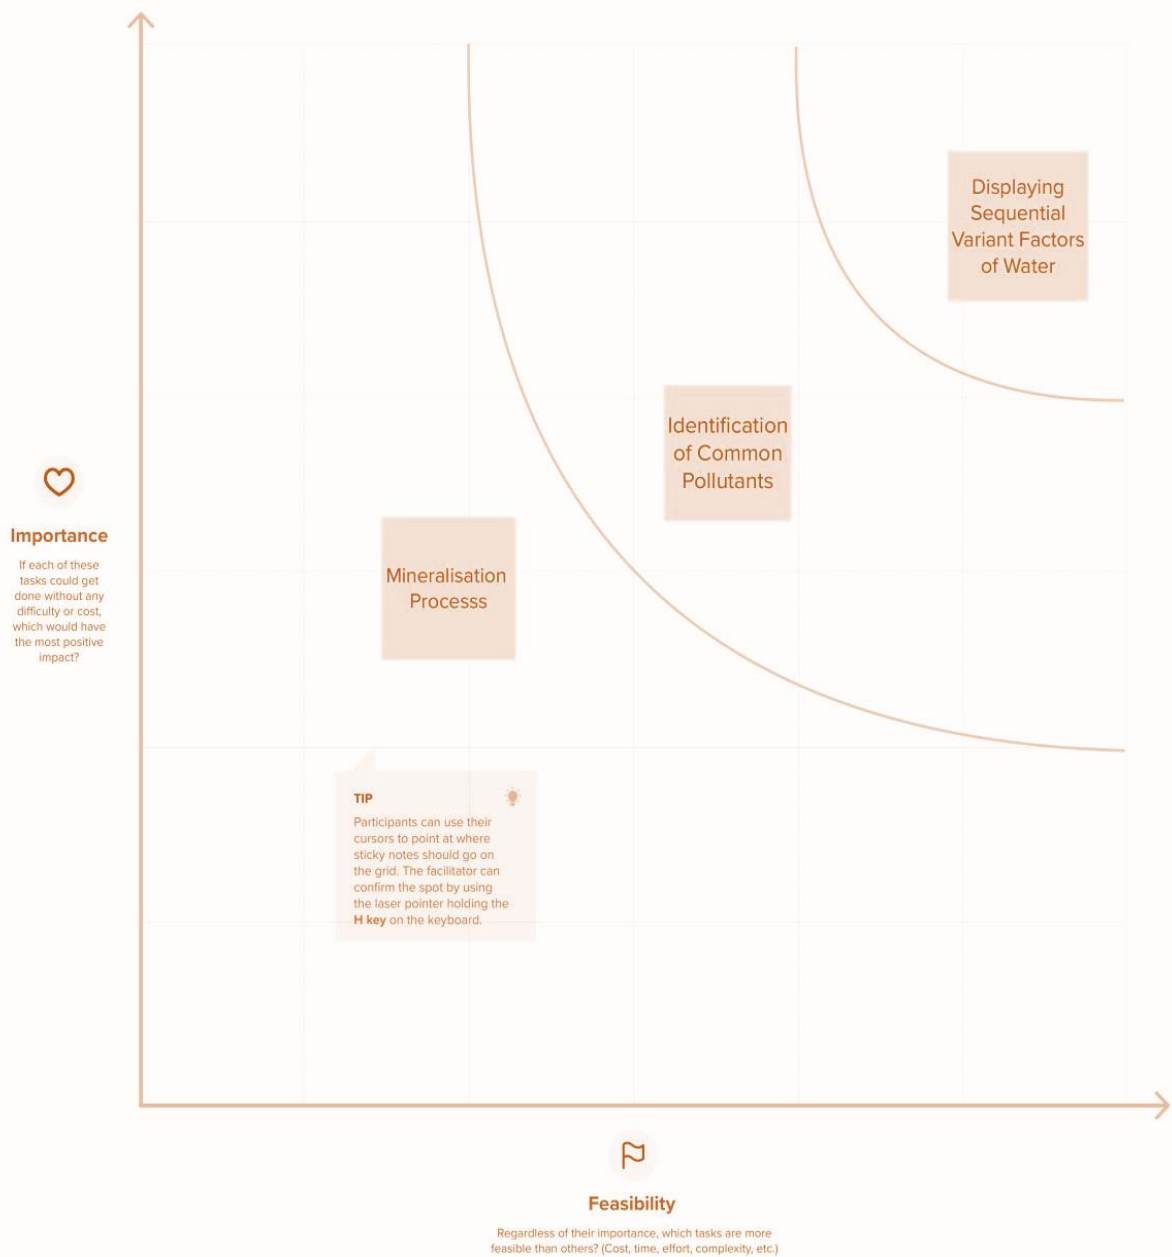 Displaying
Sequential
Variant Factors
of Water
Identification
of Common
Pollutants
Mineralisation
Processs
Importance
If each of these
tasks could get
done without any
difficulty or cost,
which would have
the most positive
impact?
TIP
Participants can use their
cursors to point at where
sticky notes should go on
the grid. The facilitator can
confirm the spot by using
the laser pointer holding the
H key on the keyboard.
Feasibility
Regardless of their importance, which tasks are more
feasible than others? (Cost, time, effort, complexity, etc.)